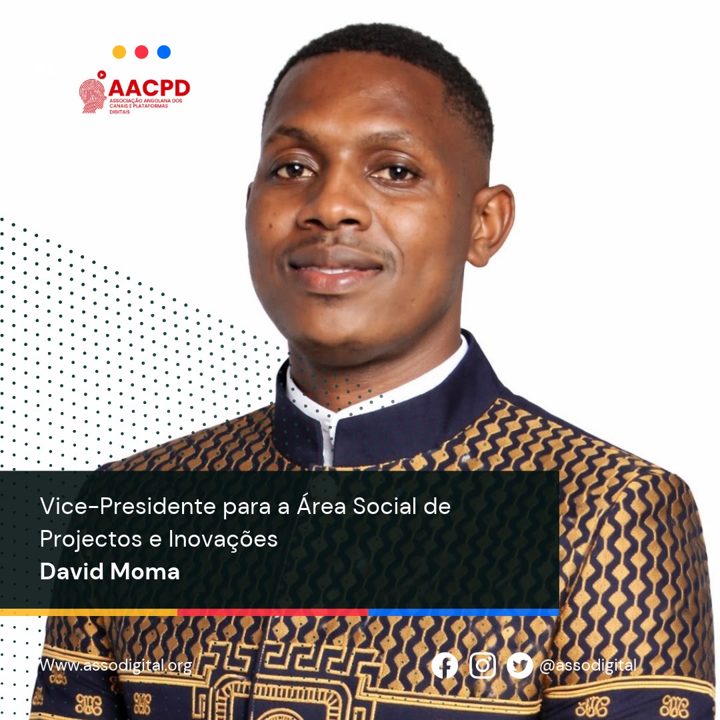 AACPD
ASSOCIAÇÃO ANGOLANA DOS
CANAIS E PLATAFORMAS
DIGITAIS
Vice-Presidente para a Área Social de
Projectos e Inovações
David Moma
Www.assodigital.org
@assodigital